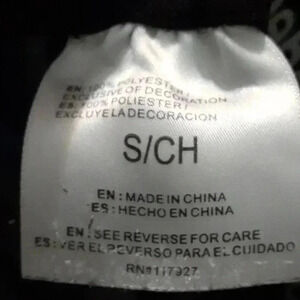 EN: 100% POLYESTER /
EXCLUSIVE OF DECORATION
ES: 100% POLIESTER /
EXCLUYE LA DECORACION
S/CH
EN : MADE IN CHINA
ES : HECHO EN CHINA
EN : SEE REVERSE FOR CARE
ES : VER EL REVERSO PARA EL CUIDADO
RN#117927